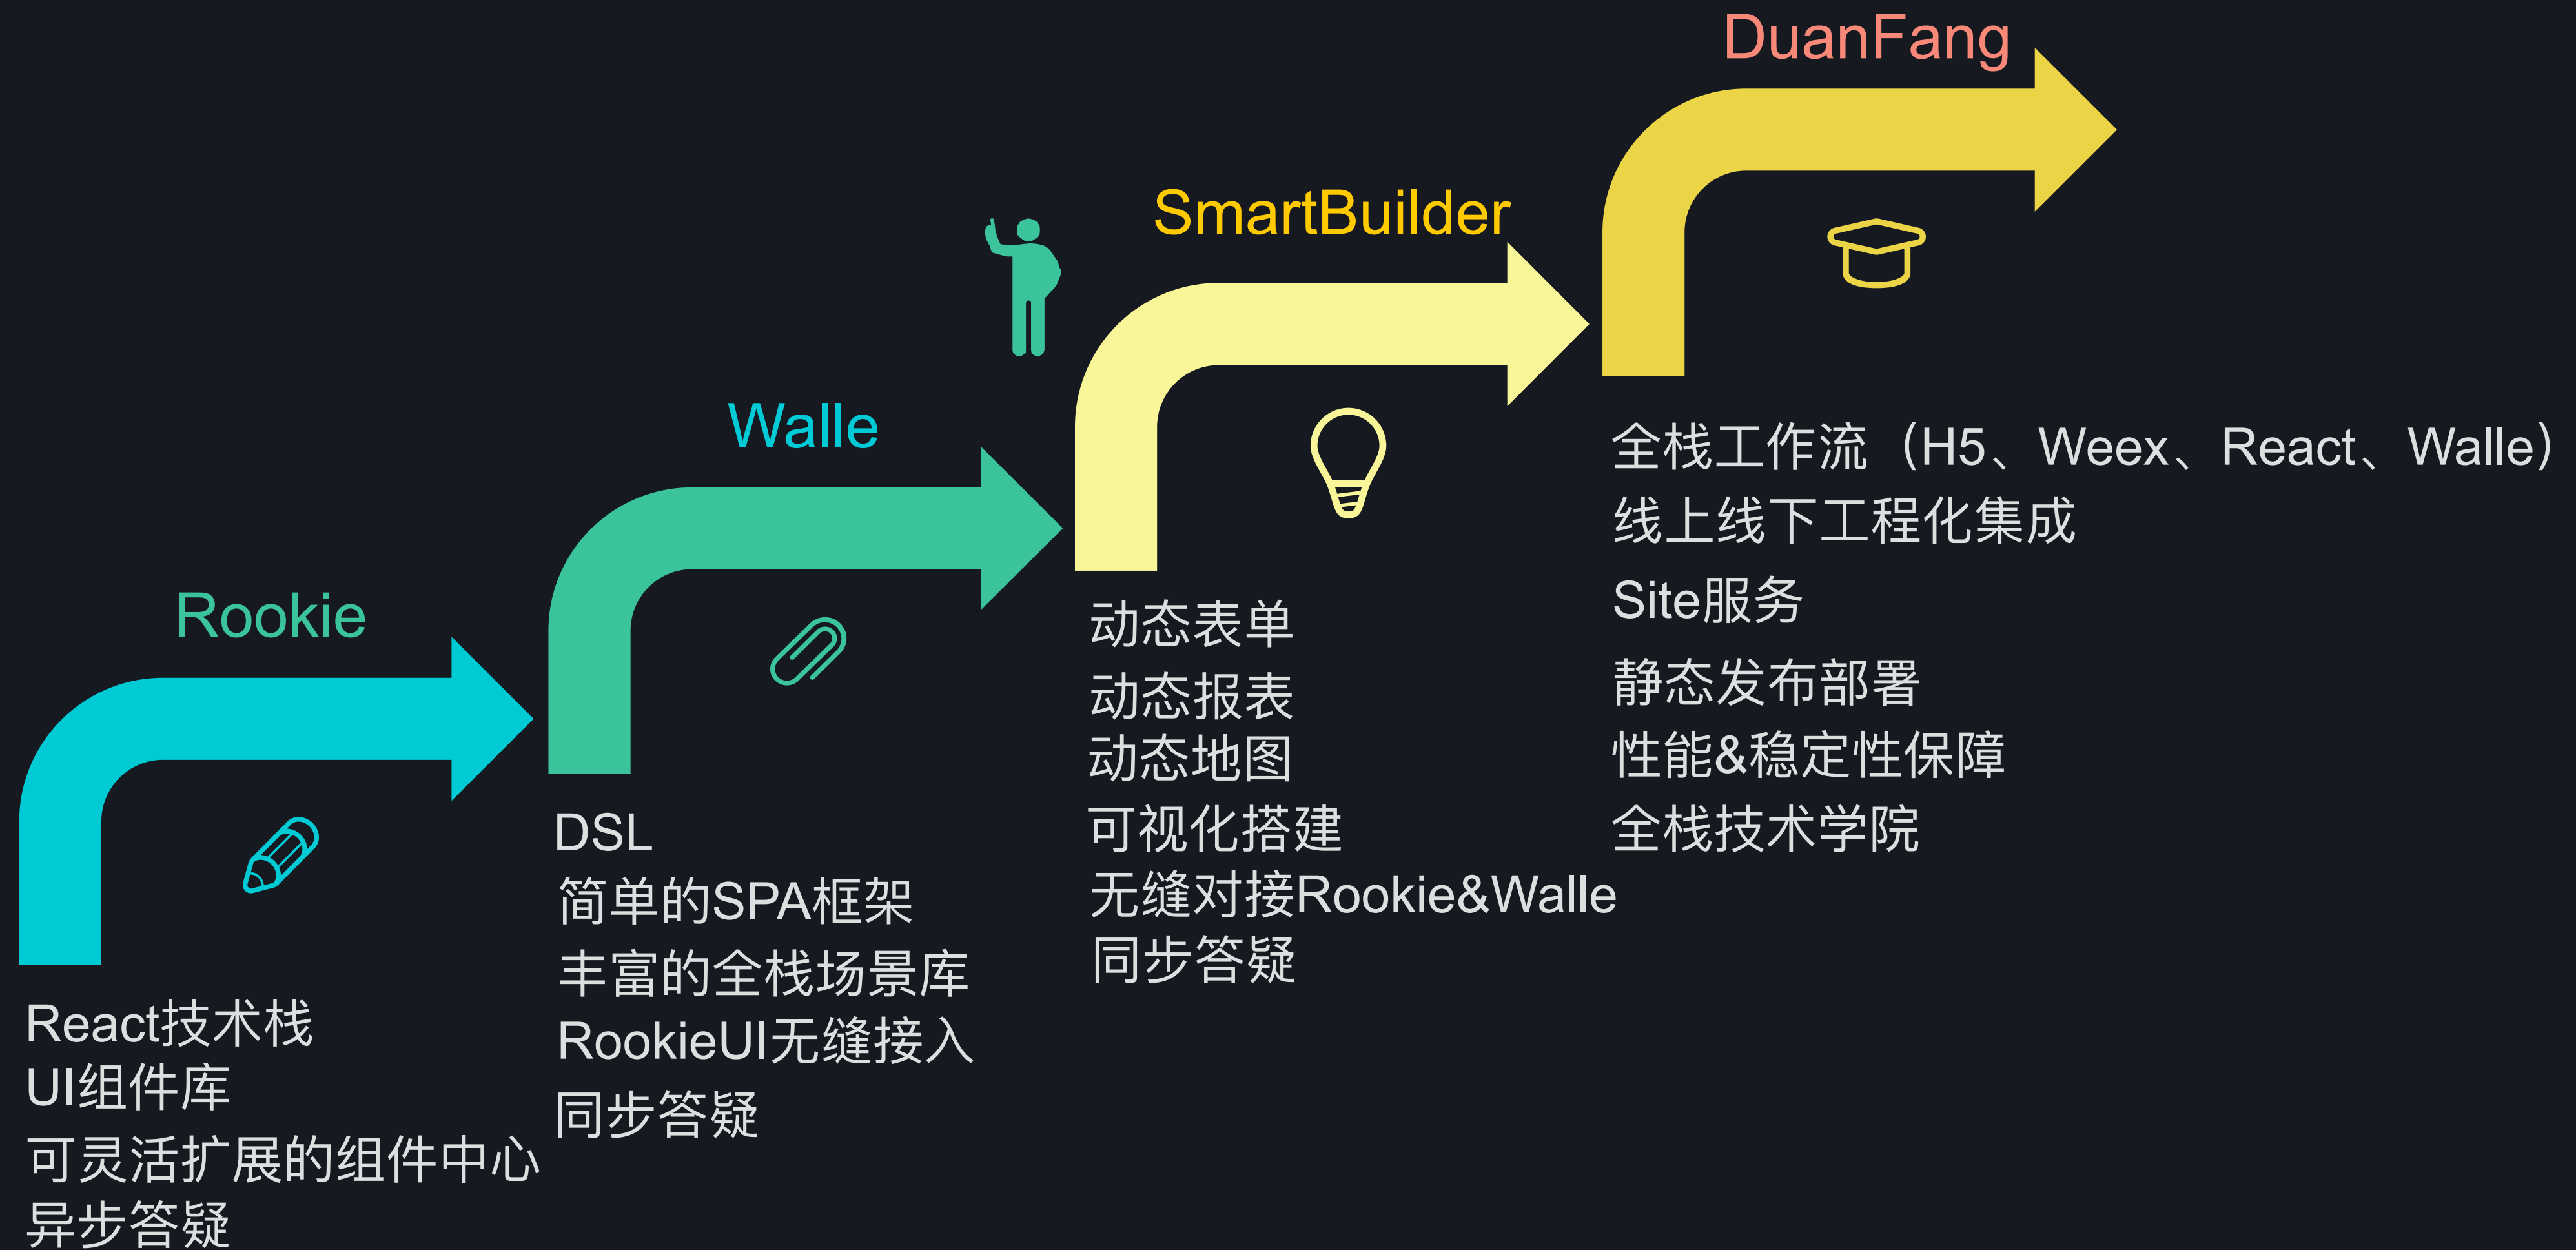 Rookie
React技术栈
UI组件库
可灵活扩展的组件中心
异步答疑
Walle
DSL
简单的SPA框架
丰富的全栈场景库
RookieUI无缝接入
同步答疑
SmartBuilder
动态表单
动态报表
动态地图
可视化搭建
无缝对接Rookie&Walle
同步答疑
DuanFang
全栈工作流（H5、Weex、React、Walle）
线上线下工程化集成
Site服务
静态发布部署
性能&稳定性保障
全栈技术学院